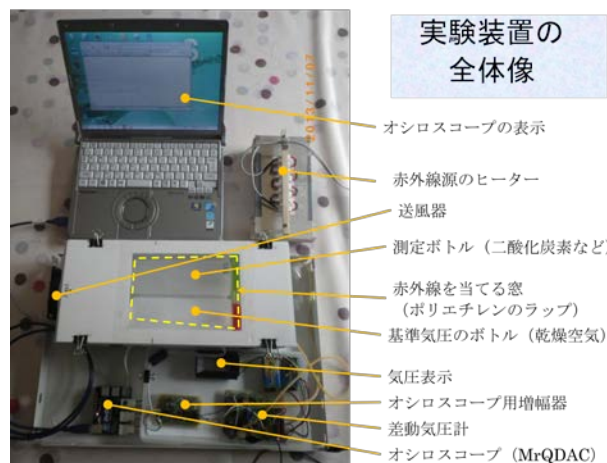 実験装置の
全体像
2013/11/07
オシロスコープの表示
赤外線源のヒーター
送風器
測定ボトル（二酸化炭素など）
赤外線を当てる窓
（ポリエチレンのラップ）
基準気圧のボトル（乾燥空気）
気圧表示
オシロスコープ用増幅器
差動気圧計
オシロスコープ（MrQDAC）